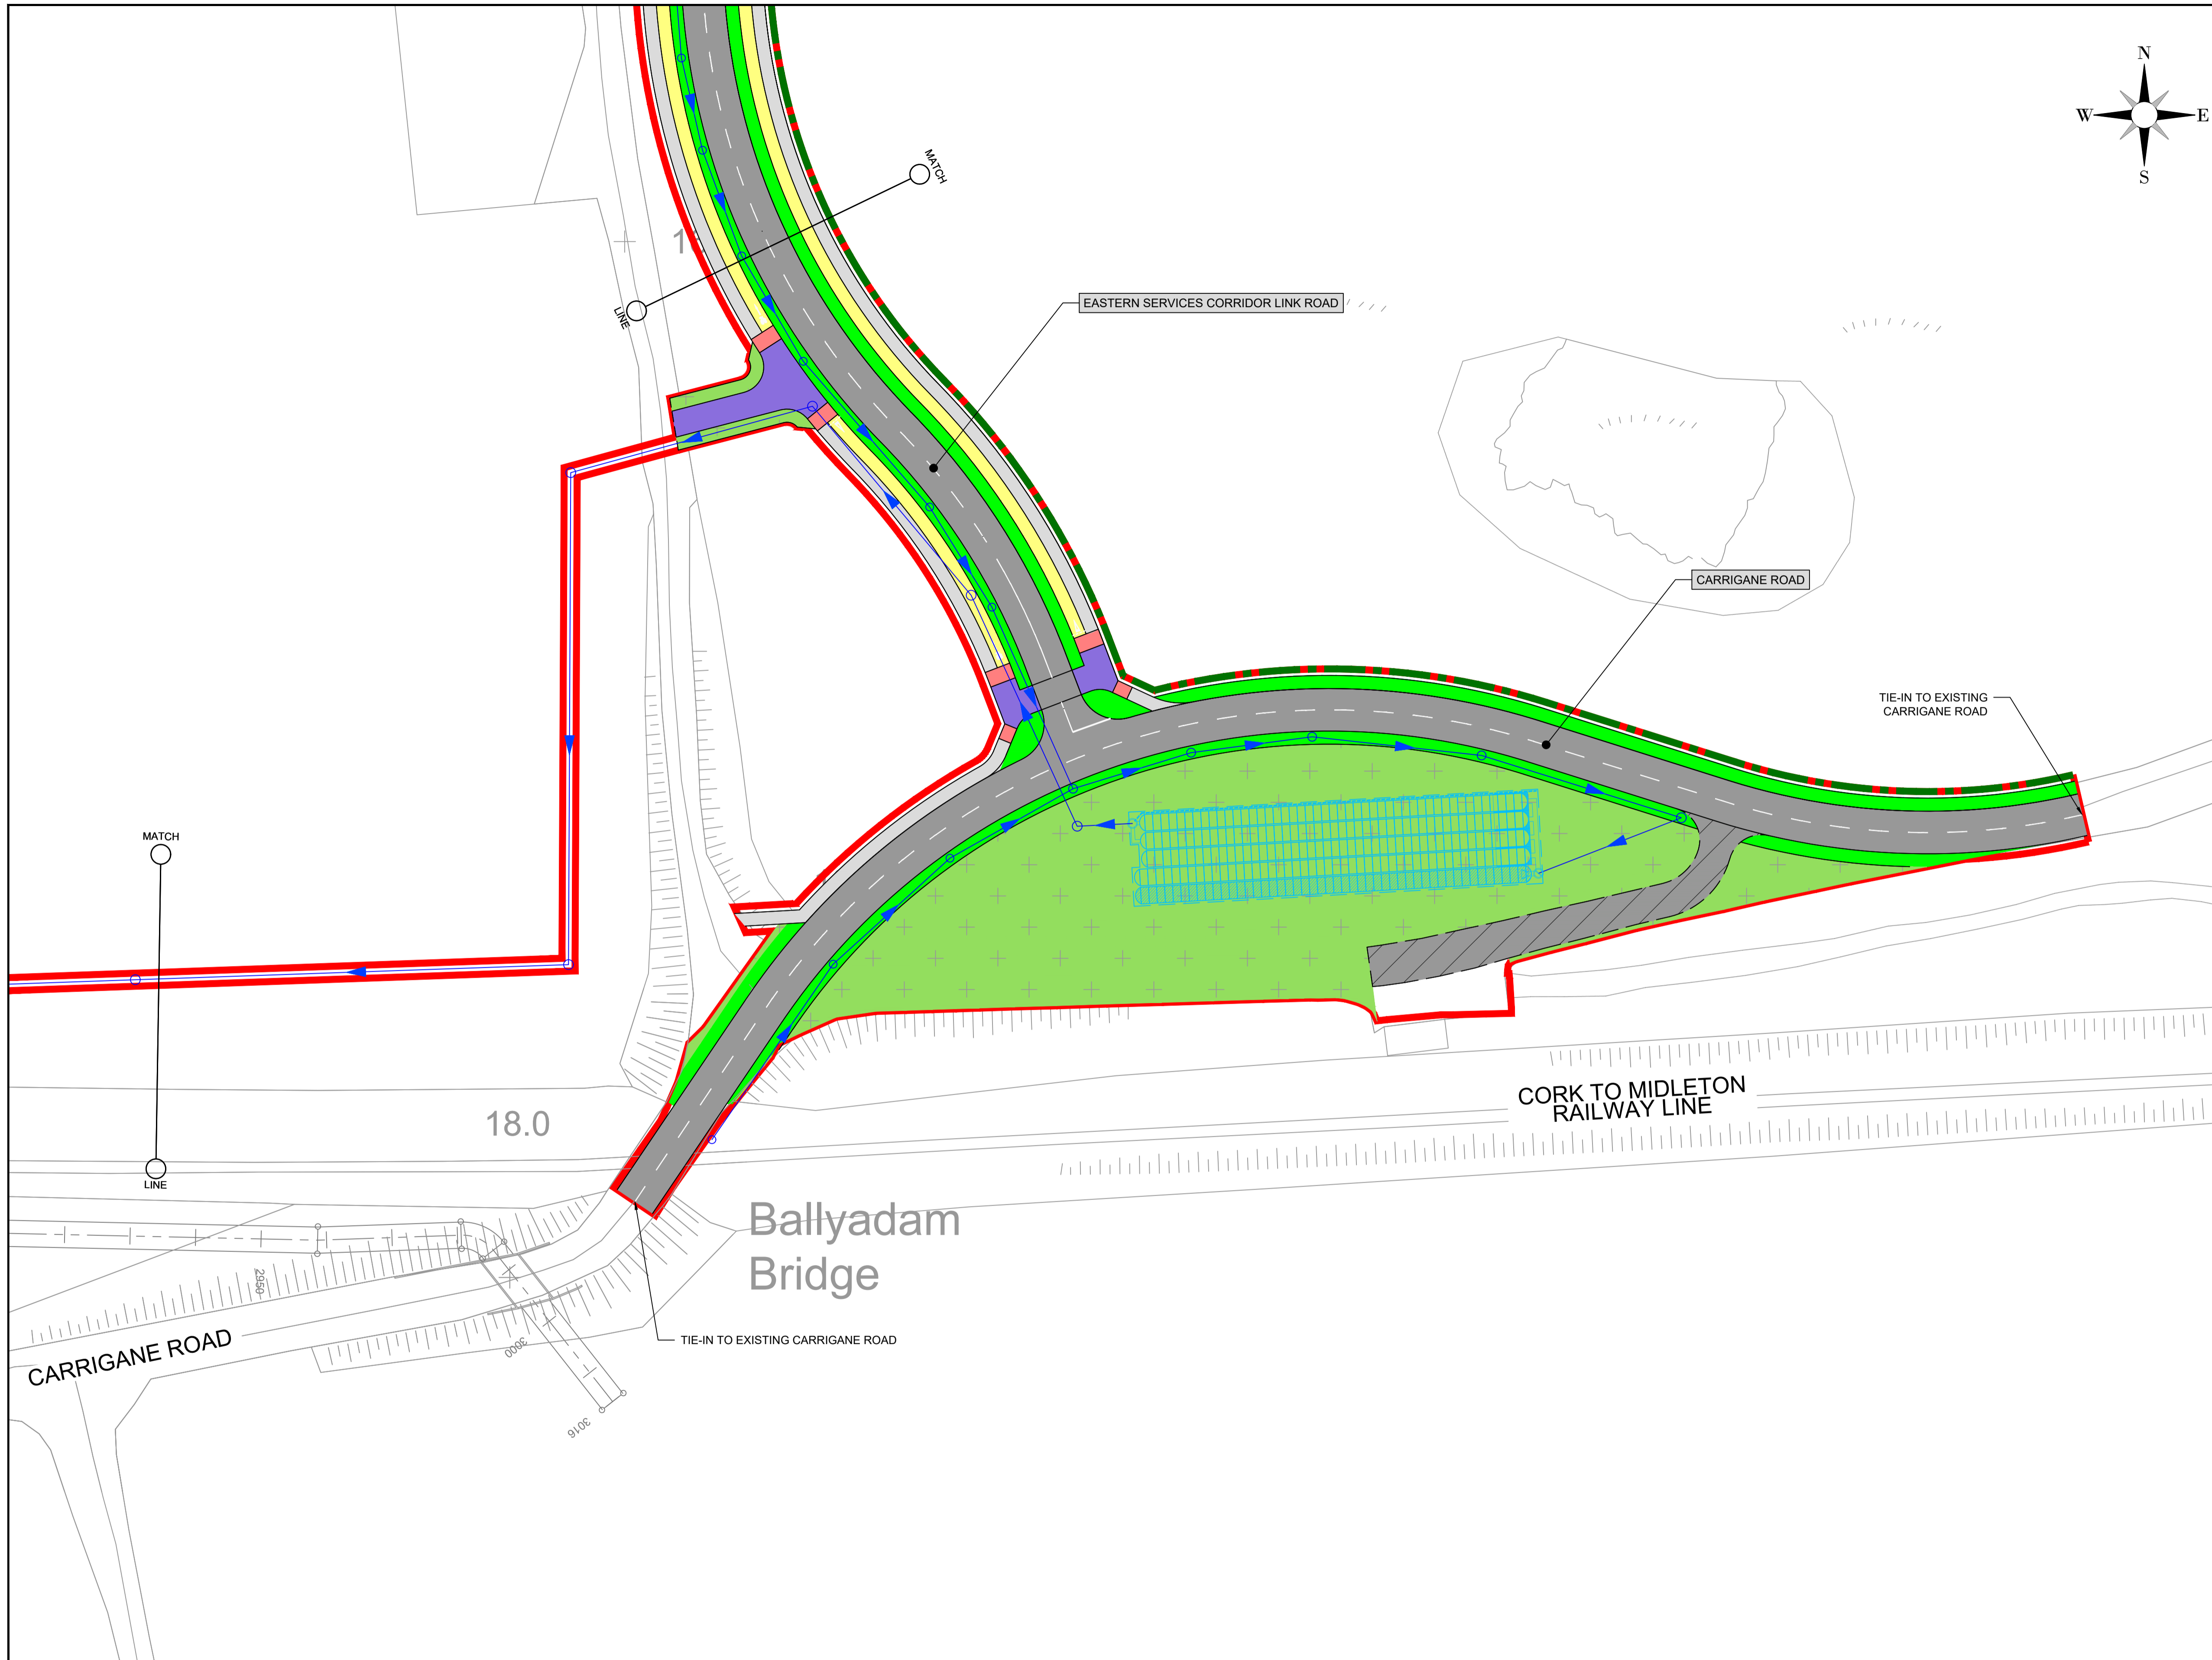 N
W E
S
MATCH
LINE
EASTERN SERVICES CORRIDOR LINK ROAD
CARRIGANE ROAD
TIE-IN TO EXISTING
CARRIGANE ROAD
MATCH
LINE
18.0
CORK TO MIDLETON
RAILWAY LINE
Ballyadam
Bridge
2950
3000
3016
CARRIGANE ROAD
TIE-IN TO EXISTING CARRIGANE ROAD